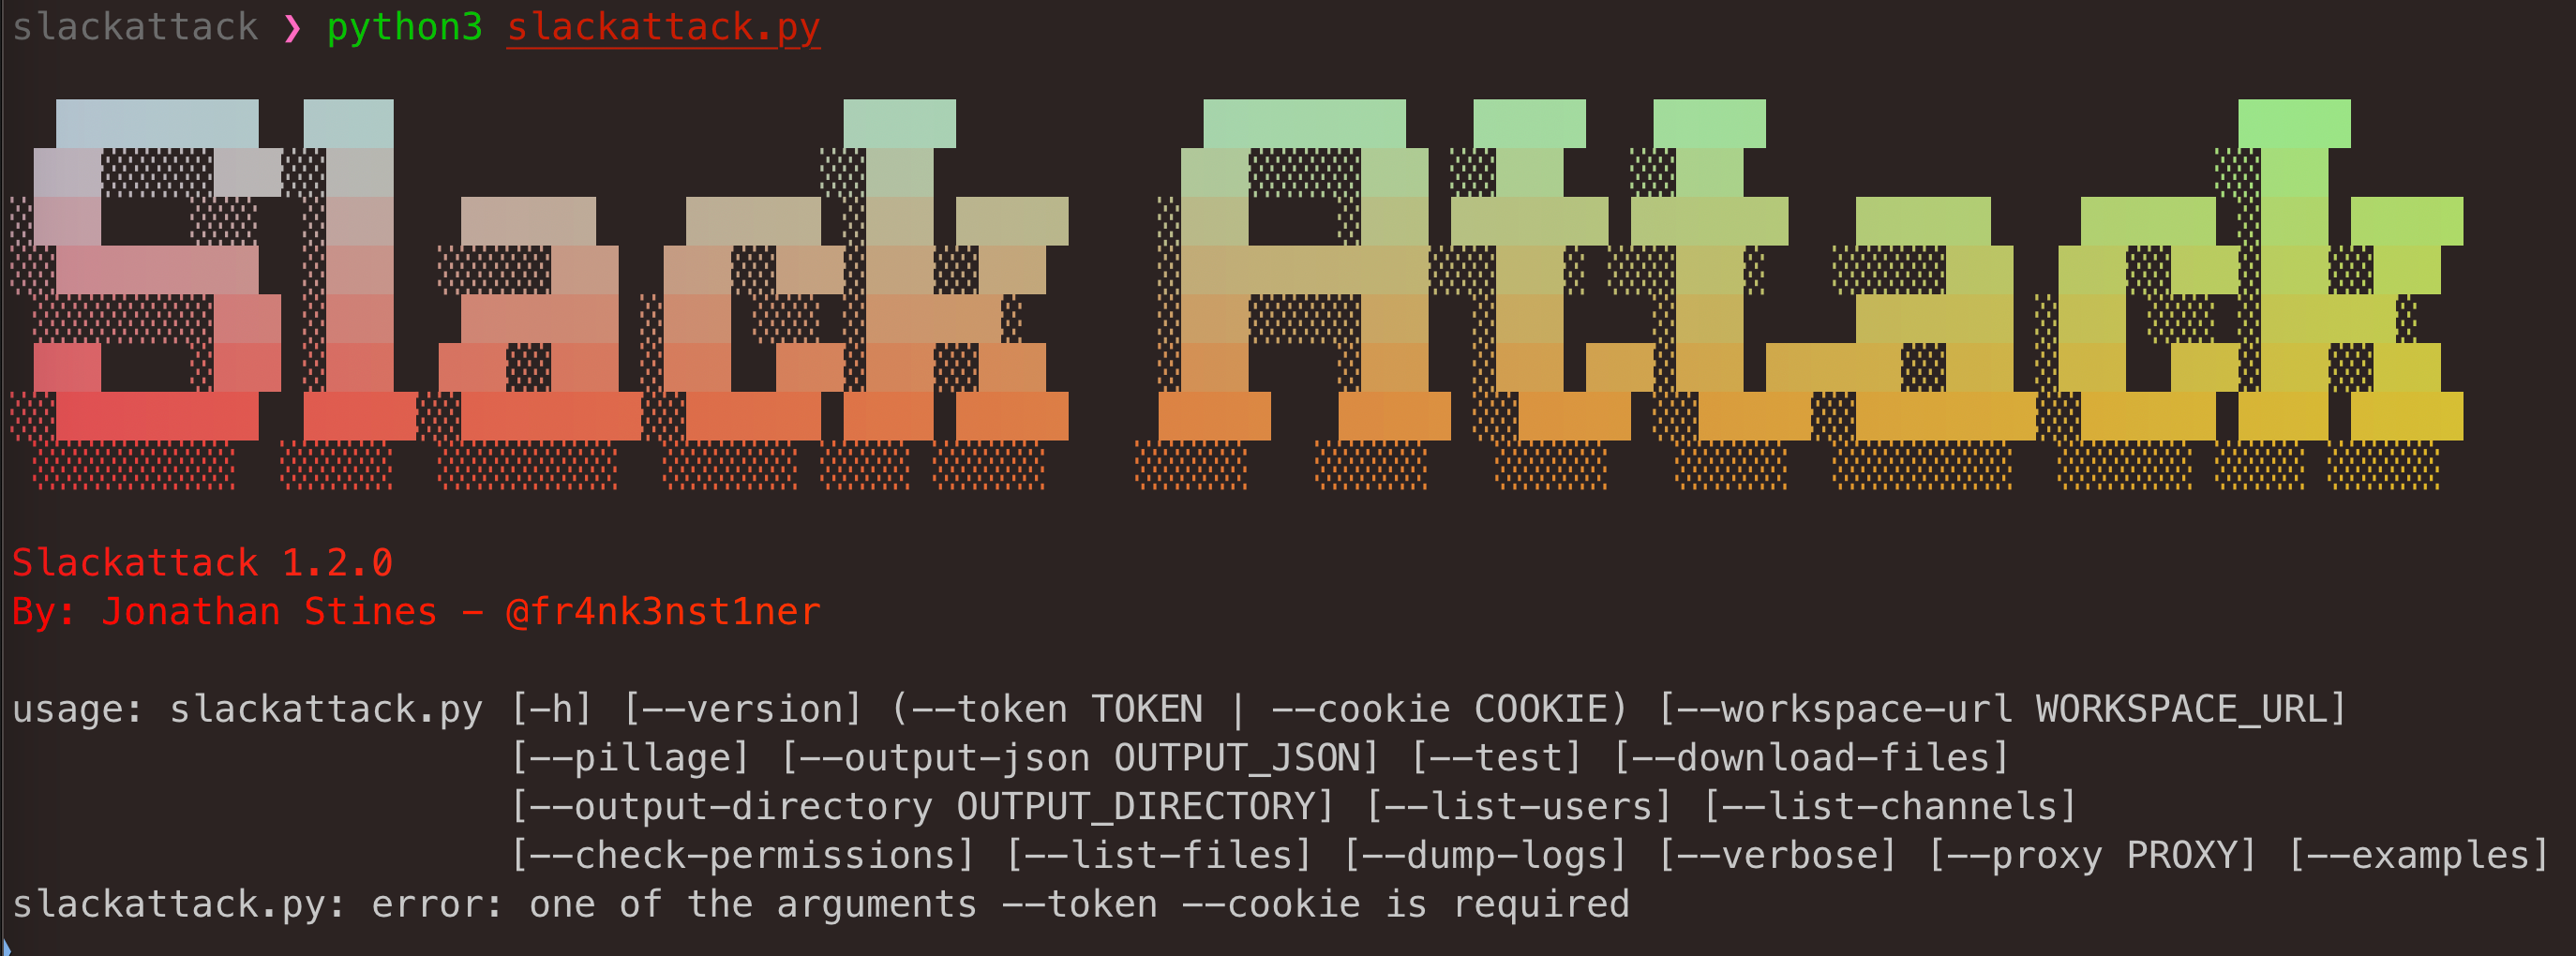 slackattack ❯ python3 slackattack.py
Slack Attack
Slackattack 1.2.0
By: Jonathan Stines - @fr4nk3nst1ner
usage: slackattack.py [-h] [--version] (--token TOKEN | --cookie COOKIE) [--workspace-url WORKSPACE_URL]
[--pillage] [--output-json OUTPUT_JSON] [--test] [--download-files]
[--output-directory OUTPUT_DIRECTORY] [--list-users] [--list-channels]
[--check-permissions] [--list-files] [--dump-logs] [--verbose] [--proxy PROXY] [--examples]
slackattack.py: error: one of the arguments --token --cookie is required